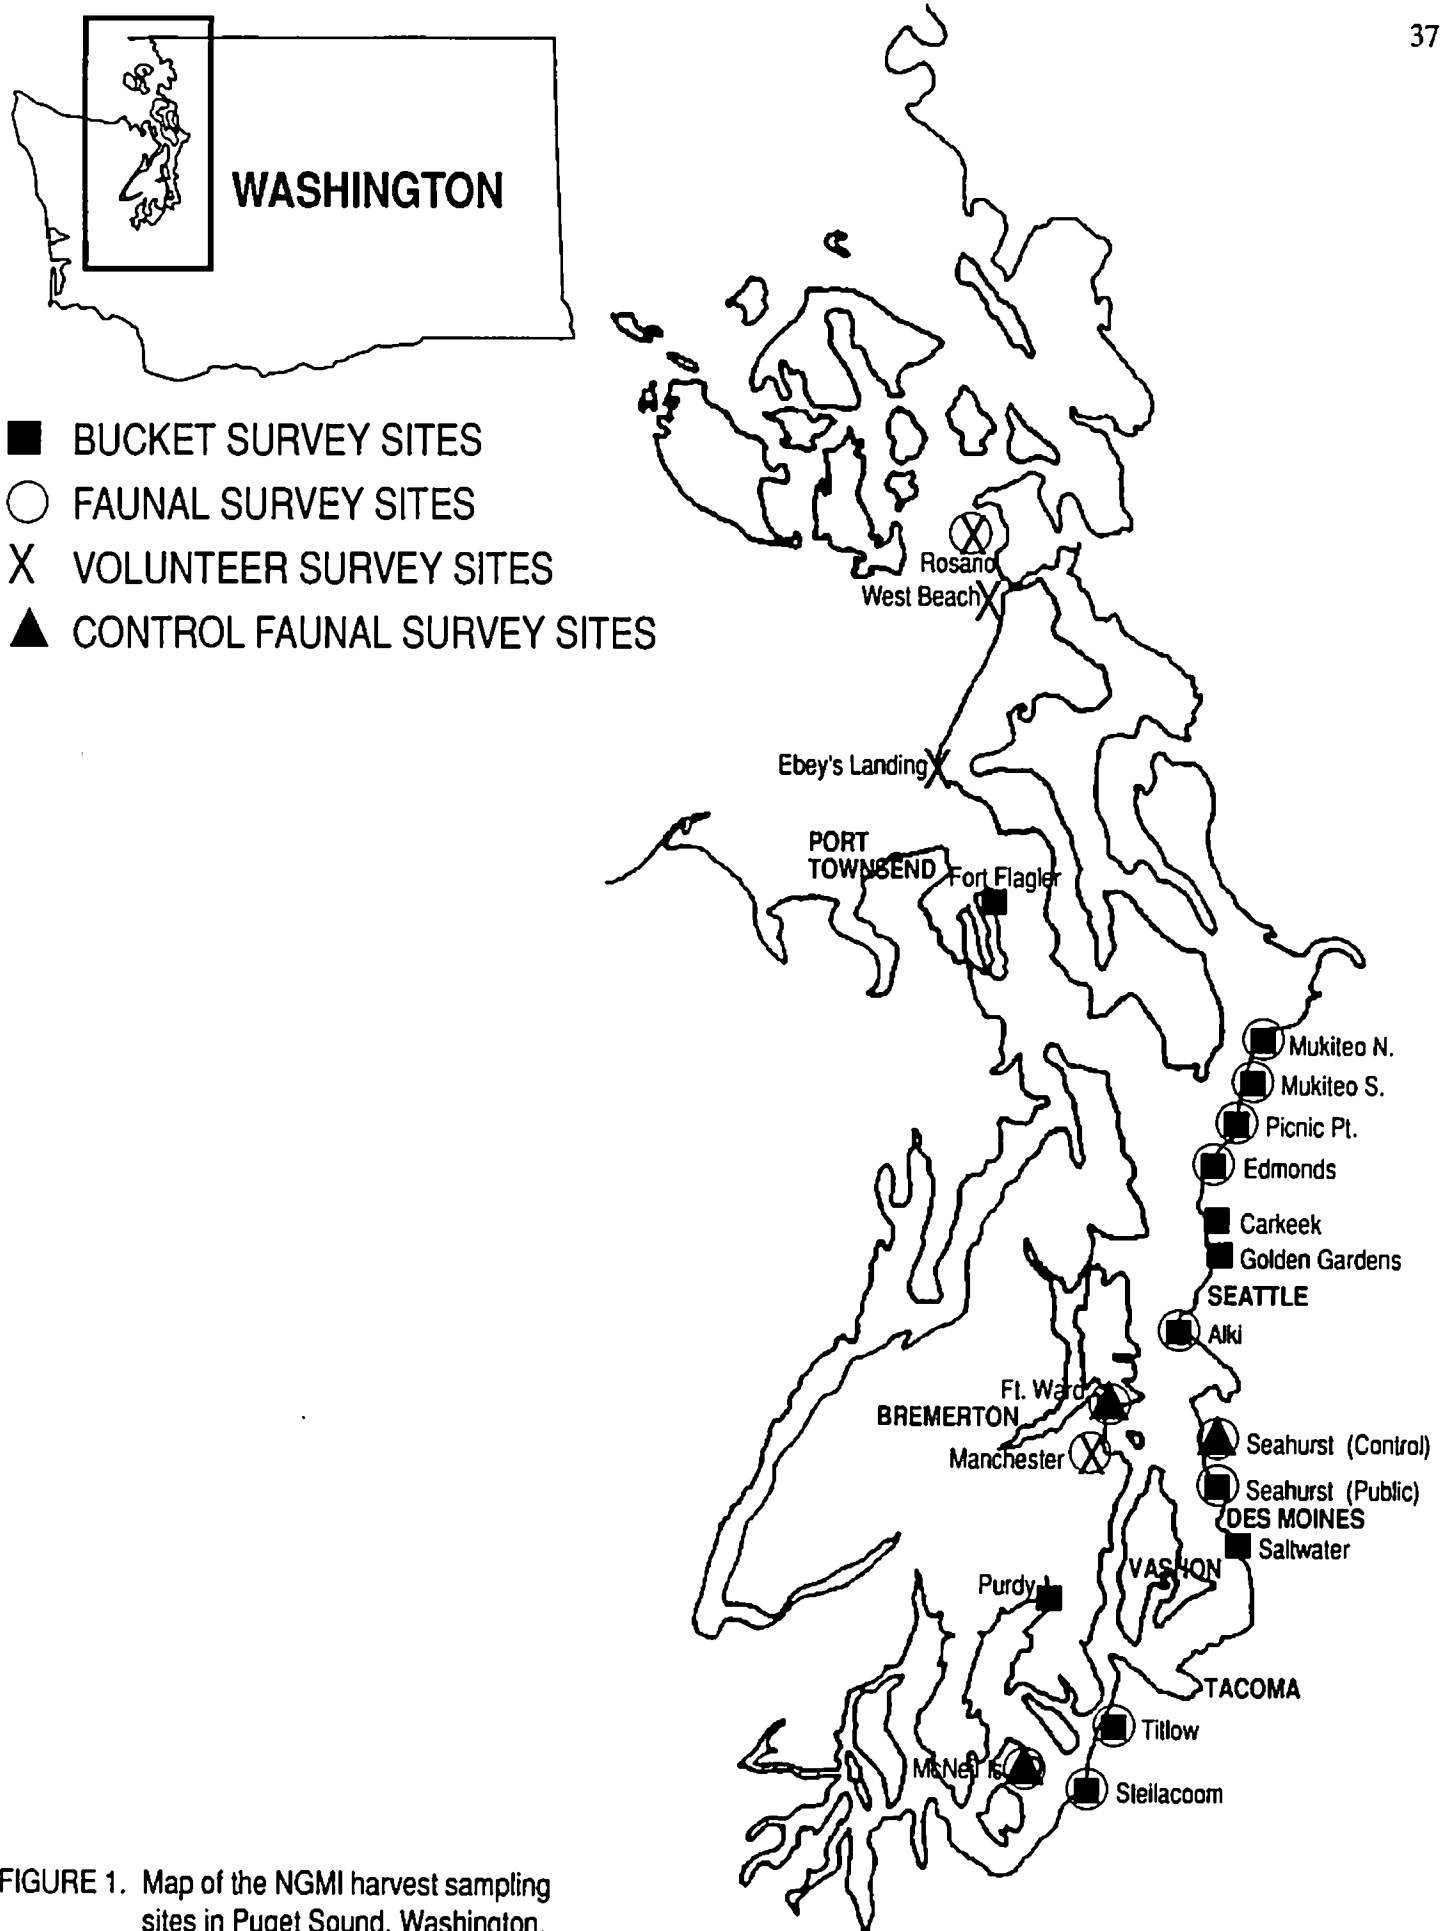 37
WASHINGTON
BUCKET SURVEY SITES
FAUNAL SURVEY SITES
X VOLUNTEER SURVEY SITES
CONTROL FAUNAL SURVEY SITES
Rosario
West Beach
Ebey's Landing
PORT
TOWNSEND
Fort Flagler
Mukilteo N.
Mukilteo S.
Picnic Pt.
Edmonds
Carkeek
Golden Gardens
SEATTLE
Alki
Ft. Ward
BREMERTON
Manchester
Seahurst (Control)
Seahurst (Public)
DES MOINES
Saltwater
VASHON
Purdy
TACOMA
Titlow
McNeil Is.
Steilacoom
FIGURE 1. Map of the NGMI harvest sampling
sites in Puget Sound, Washington.